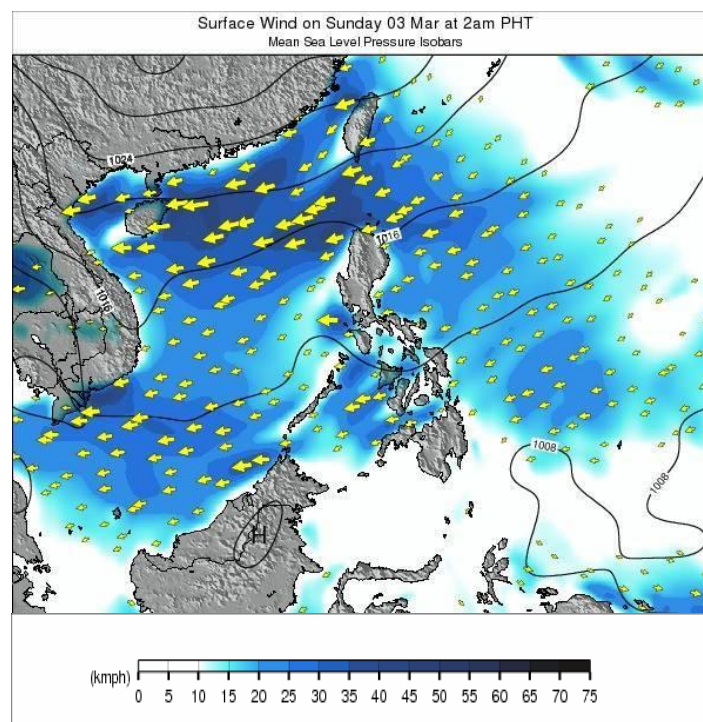 Surface Wind on Sunday 03 Mar at 2am PHT
Mean Sea Level Pressure Isobars
1024
1016
1016
1008
1008
H
(kmph)
0 5 10 15 20 25 30 35 40 45 50 55 60 65 70 75